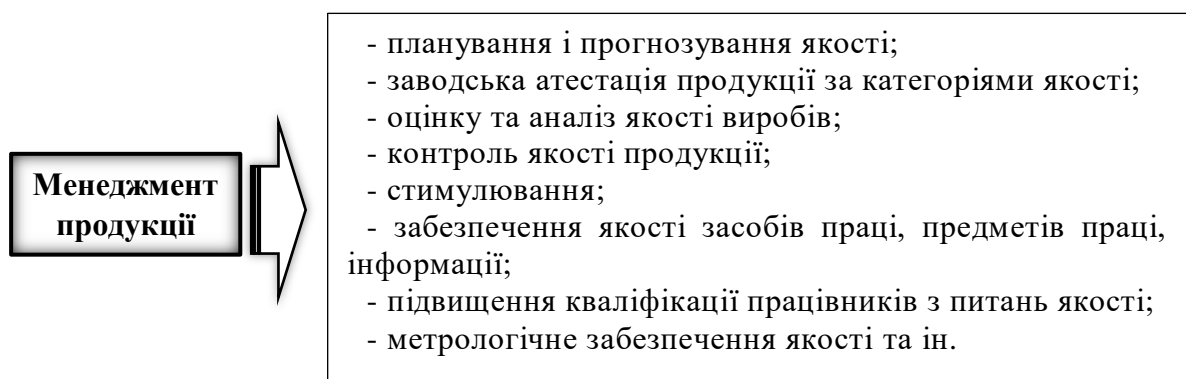 Менеджмент
продукції
- планування і прогнозування якості;
- заводська атестація продукції за категоріями якості;
- оцінку та аналіз якості виробів;
- контроль якості продукції;
- стимулювання;
- забезпечення якості засобів праці, предметів праці,
інформації;
- підвищення кваліфікації працівників з питань якості;
- метрологічне забезпечення якості та ін.